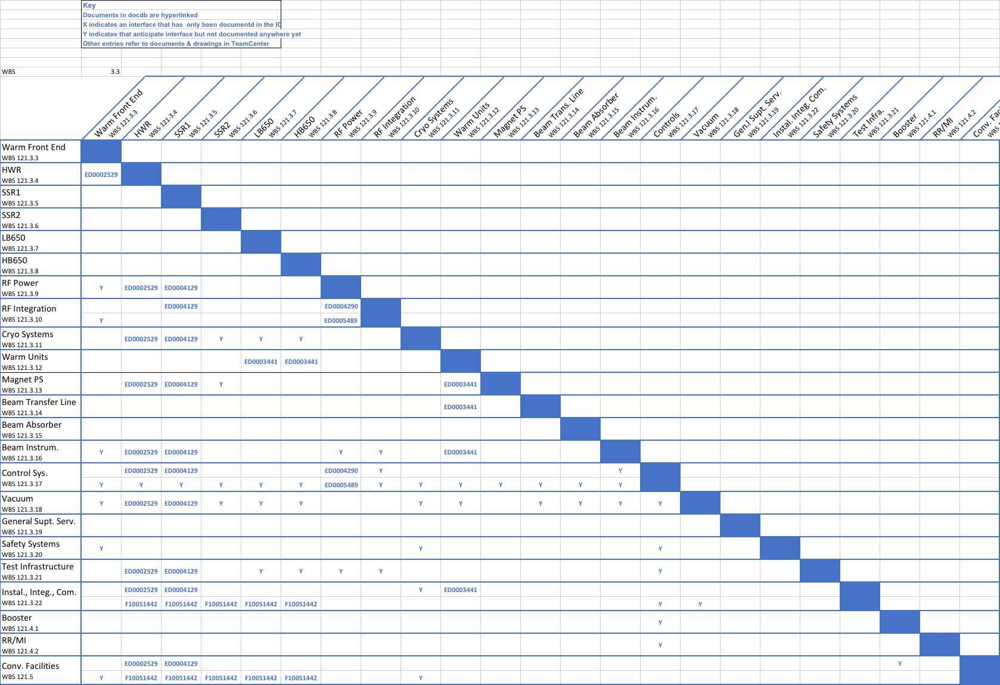 Key
Documents in docdb are hyperlinked
X indicates an interface that has  only been documentd in the IC
Y indicates that anticipate interface but not documented anywhere yet
Other entries refer to documents & drawings in TeamCenter
WBS 3.3
Warm Front End
WBS 121.3.3
HWR
WBS 121.3.4
SSR1
WBS 121.3.5
SSR2
WBS 121.3.6
LB650
WBS 121.3.7
HB650
WBS 121.3.8
RF Power
WBS 121.3.9
RF Integration
WBS 121.3.10
Cryo Systems
WBS 121.3.11
Warm Units
WBS 121.3.12
Magnet PS
WBS 121.3.13
Beam Trans. Line
WBS 121.3.14
Beam Absorber
WBS 121.3.15
Beam Instrum.
WBS 121.3.16
Controls
WBS 121.3.17
Vacuum
WBS 121.3.18
Gen.l Supt. Serv.
WBS 121.3.19
Instal. Integ. Com.
WBS 121.3.22
Safety Systems
WBS 121.3.20
Test Infra.
WBS 121.3.21
Booster
WBS 121.4.1
RR/MI
WBS 121.4.2
Conv. Fac
WBS
Warm Front End
WBS 121.3.3
HWR
WBS 121.3.4 ED0002529
SSR1
WBS 121.3.5
SSR2
WBS 121.3.6
LB650
WBS 121.3.7
HB650
WBS 121.3.8
RF Power
WBS 121.3.9 Y ED0002529 ED0004129
RF Integration ED0004129 ED0004290
WBS 121.3.10 Y ED0005489
Cryo Systems
WBS 121.3.11 ED0002529 ED0004129 Y Y Y
Warm Units
WBS 121.3.12 ED0003441 ED0003441
Magnet PS
WBS 121.3.13 ED0002529 ED0004129 Y ED0003441
Beam Transfer Line
WBS 121.3.14 ED0003441
Beam Absorber
WBS 121.3.15
Beam Instrum.
WBS 121.3.16 Y ED0002529 ED0004129 Y Y ED0003441
Control Sys. ED0002529 ED0004129 ED0004290 Y Y
WBS 121.3.17 Y Y Y Y Y Y ED0005489 Y Y Y Y Y Y Y
Vacuum
WBS 121.3.18 Y ED0002529 ED0004129 Y Y Y Y Y Y Y Y Y
General Supt. Serv.
WBS 121.3.19
Safety Systems
WBS 121.3.20 Y Y Y
Test Infrastructure
WBS 121.3.21 ED0002529 ED0004129 Y Y Y Y Y
Instal., Integ., Com. ED0002529 ED0004129 Y ED0003441
WBS 121.3.22 F10051442 F10051442 F10051442 F10051442 F10051442 Y Y
Booster
WBS 121.4.1 Y
RR/MI
WBS 121.4.2 Y
Conv. Facilities ED0002529 ED0004129 Y
WBS 121.5 Y F10051442 F10051442 F10051442 F10051442 F10051442 Y